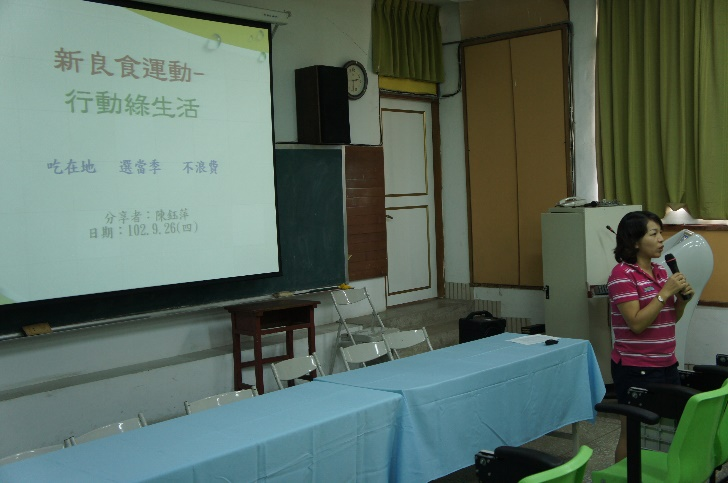 新良食運動-
行動綠生活
吃在地 選當季 不浪費
分享者：陳鈺萍
日期：102.9.26(四)